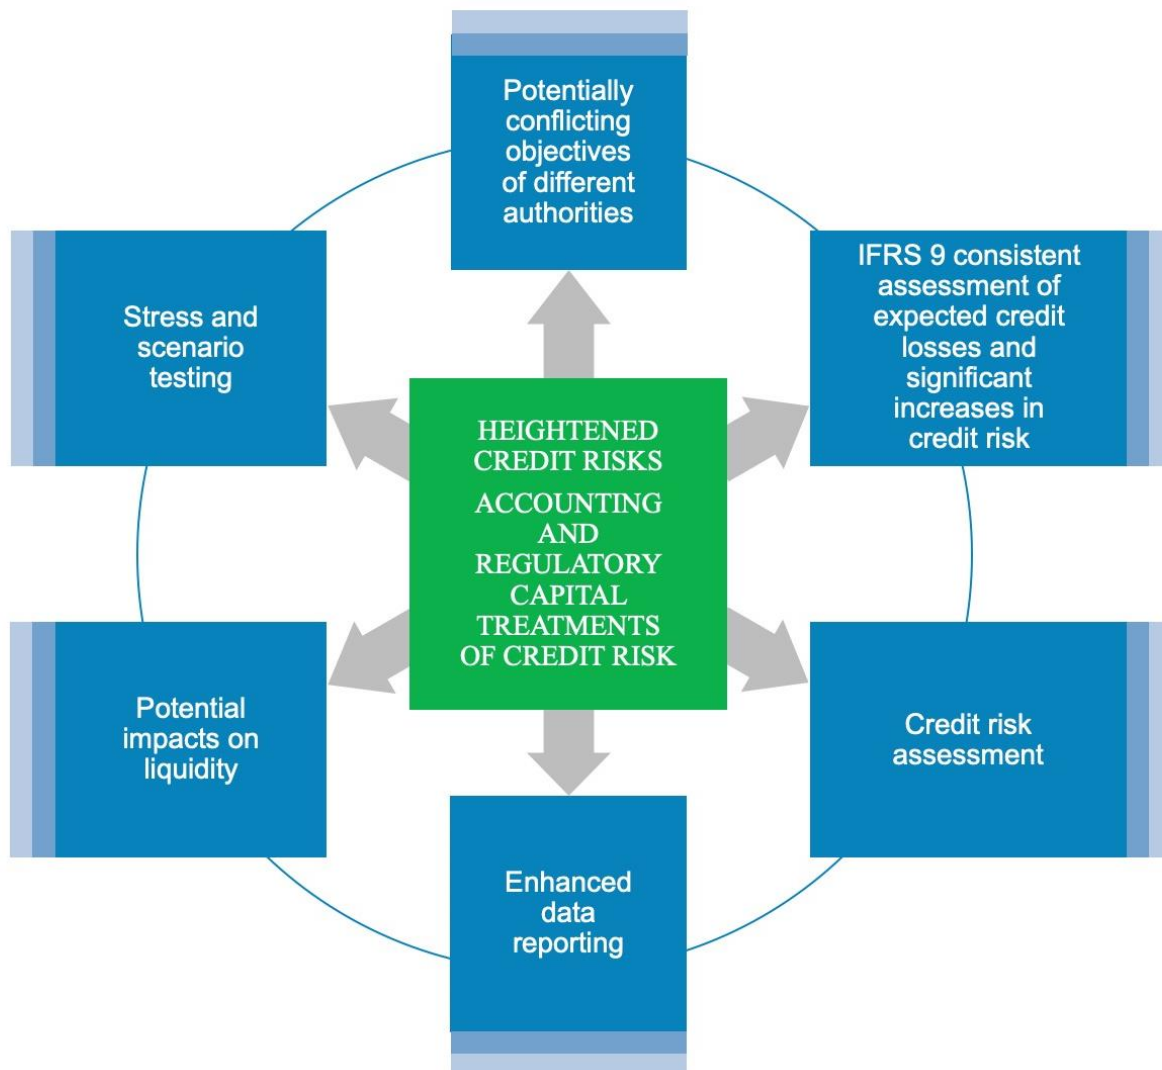 Potentially
conflicting
objectives
of different
authorities
IFRS 9 consistent
assessment of
expected credit
losses and
significant
increases in
credit risk
Credit risk
assessment
Enhanced
data
reporting
Potential
impacts on
liquidity
Stress and
scenario
testing
HEIGHTENED
CREDIT RISKS
ACCOUNTING
AND
REGULATORY
CAPITAL
TREATMENTS
OF CREDIT RISK